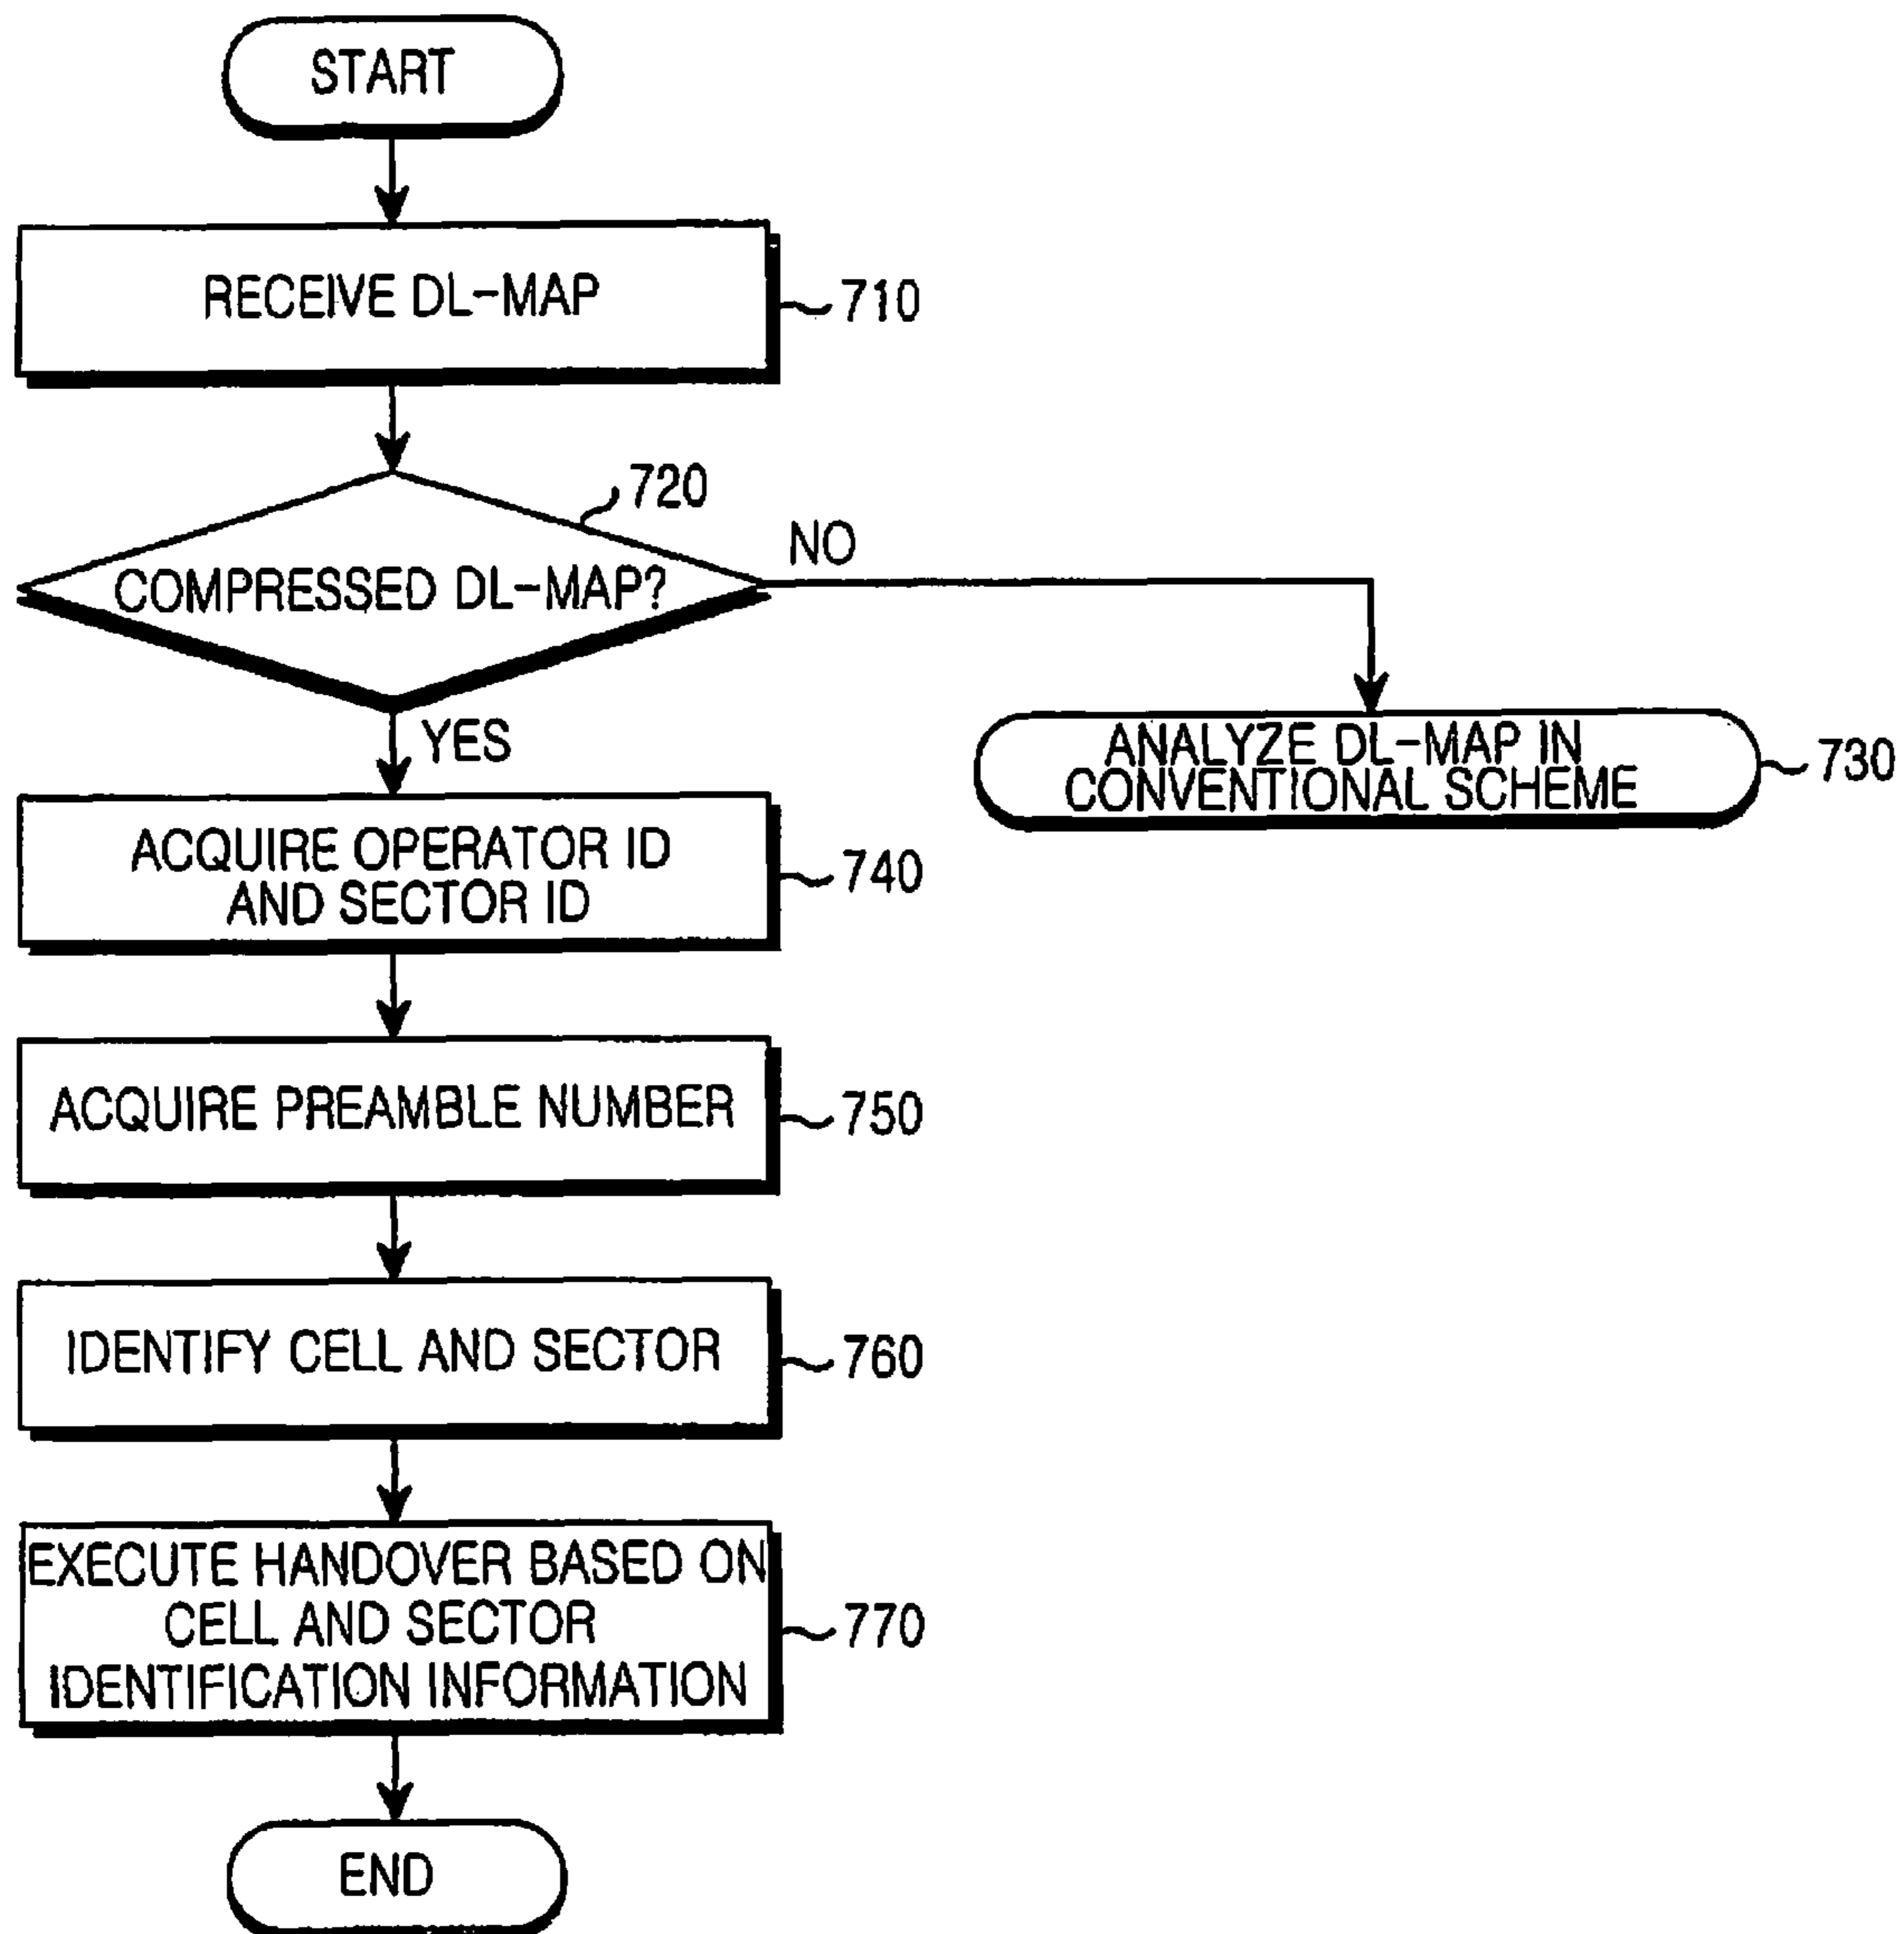 START
RECEIVE DL-MAP
710
720
COMPRESSED DL-MAP?
NO
YES
ANALYZE DL-MAP IN
CONVENTIONAL SCHEME
730
ACQUIRE OPERATOR ID
AND SECTOR ID
740
ACQUIRE PREAMBLE NUMBER
750
IDENTIFY CELL AND SECTOR
760
EXECUTE HANDOVER BASED ON
CELL AND SECTOR
IDENTIFICATION INFORMATION
770
END